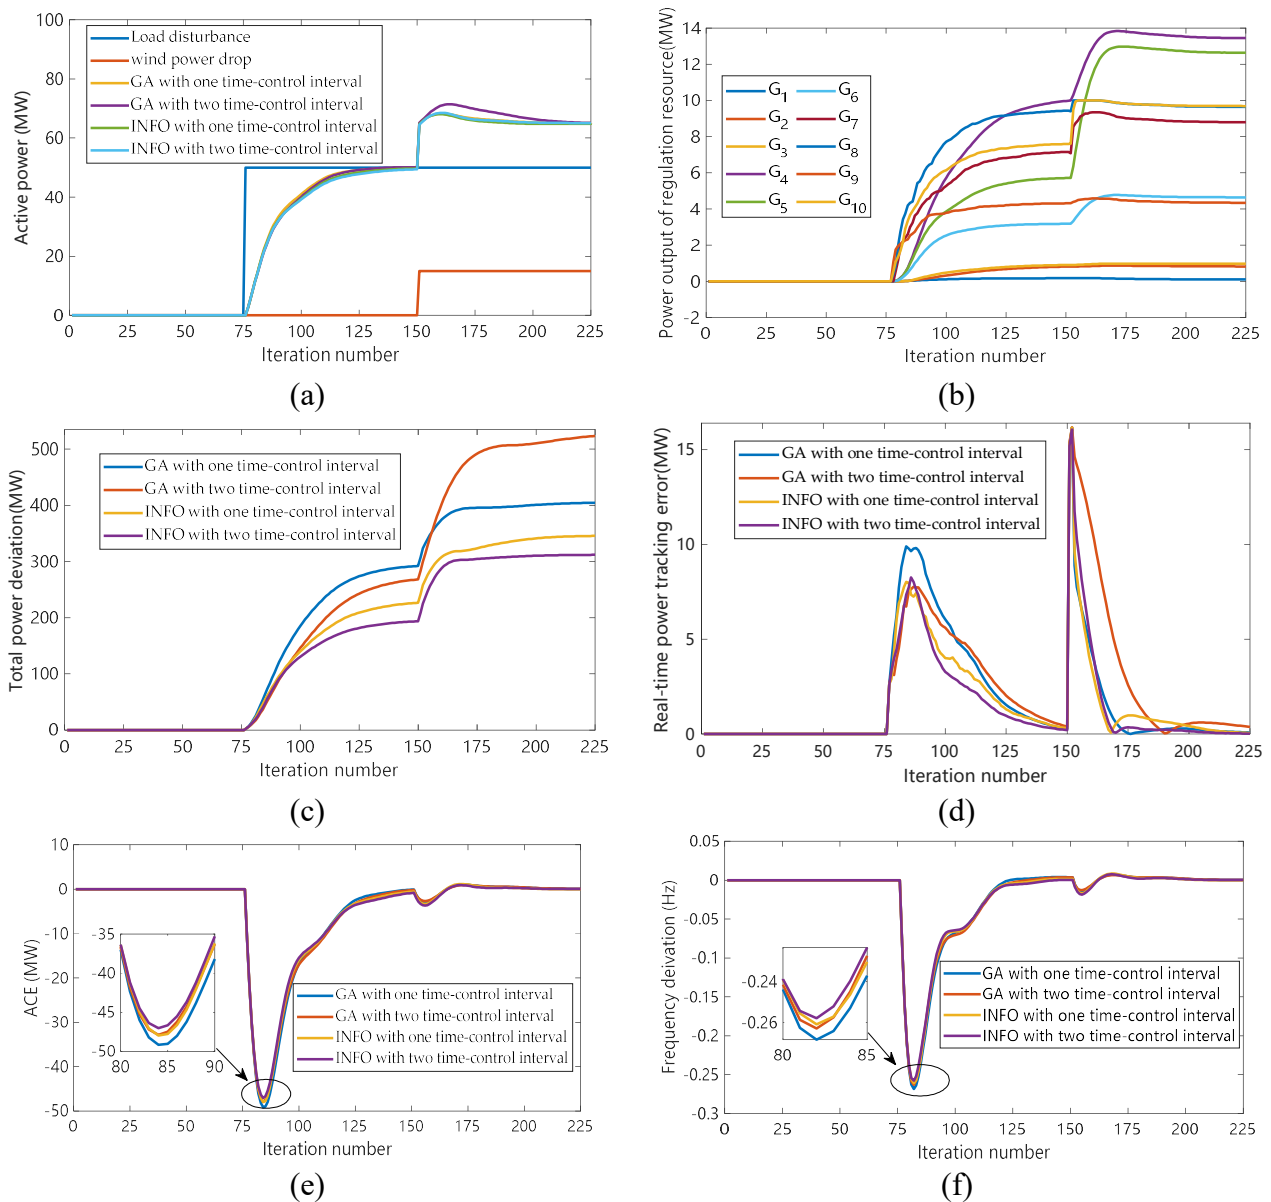 100
80
60
40
20
0
Active power (MW)
Load disturbance
wind power drop
GA with one time-control interval
GA with two time-control interval
INFO with one time-control interval
INFO with two time-control interval
0 25 50 75 100 125 150 175 200 225
Iteration number
(a)
14
12
10
8
6
4
2
0
-2
Power output of regulation resource(MW)
G1 G6
G2 G7
G3 G8
G4 G9
G5 G10
0 25 50 75 100 125 150 175 200 225
Iteration number
(b)
500
400
300
200
100
0
Total power deviation(MW)
GA with one time-control interval
GA with two time-control interval
INFO with one time-control interval
INFO with two time-control interval
0 25 50 75 100 125 150 175 200 225
Iteration number
(c)
15
10
5
0
Real-time power tracking error(MW)
GA with one time-control interval
GA with two time-control interval
INFO with one time-control interval
INFO with two time-control interval
0 25 50 75 100 125 150 175 200 225
Iteration number
(d)
10
0
-10
-20
-30
-40
-50
ACE (MW)
-35
-40
-45
-50
80 85 90
GA with one time-control interval
GA with two time-control interval
INFO with one time-control interval
INFO with two time-control interval
0 25 50 75 100 125 150 175 200 225
Iteration number
(e)
0.05
0
-0.05
-0.1
-0.15
-0.2
-0.25
-0.3
Frequency deivation (Hz)
-0.24
-0.26
80 85
GA with one time-control interval
GA with two time-control interval
INFO with one time-control interval
INFO with two time-control interval
0 25 50 75 100 125 150 175 200 225
Iteration number
(f)